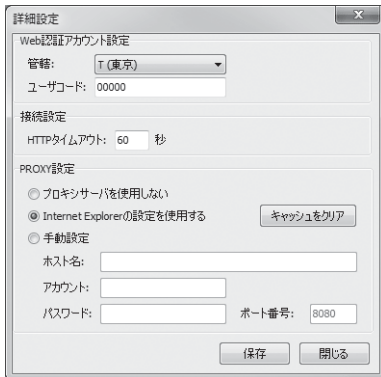 詳細設定
Web認証アカウント設定
管轄: T (東京)
ユーザコード: 00000
接続設定
HTTPタイムアウト: 60 秒
PROXY設定
プロキシサーバを使用しない
Internet Explorerの設定を使用する キャッシュをクリア
手動設定
ホスト名:
アカウント:
パスワード: ポート番号: 8080
保存 閉じる